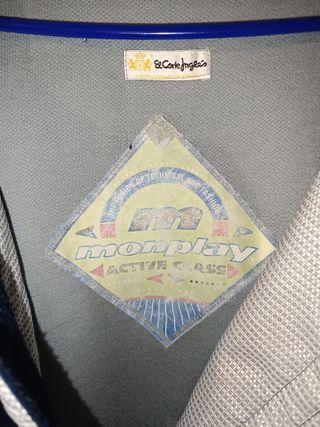 El Corte Inglés
THE FUSION OF TECHNICAL AND FASHION
m
monplay
ACTIVE CLASS